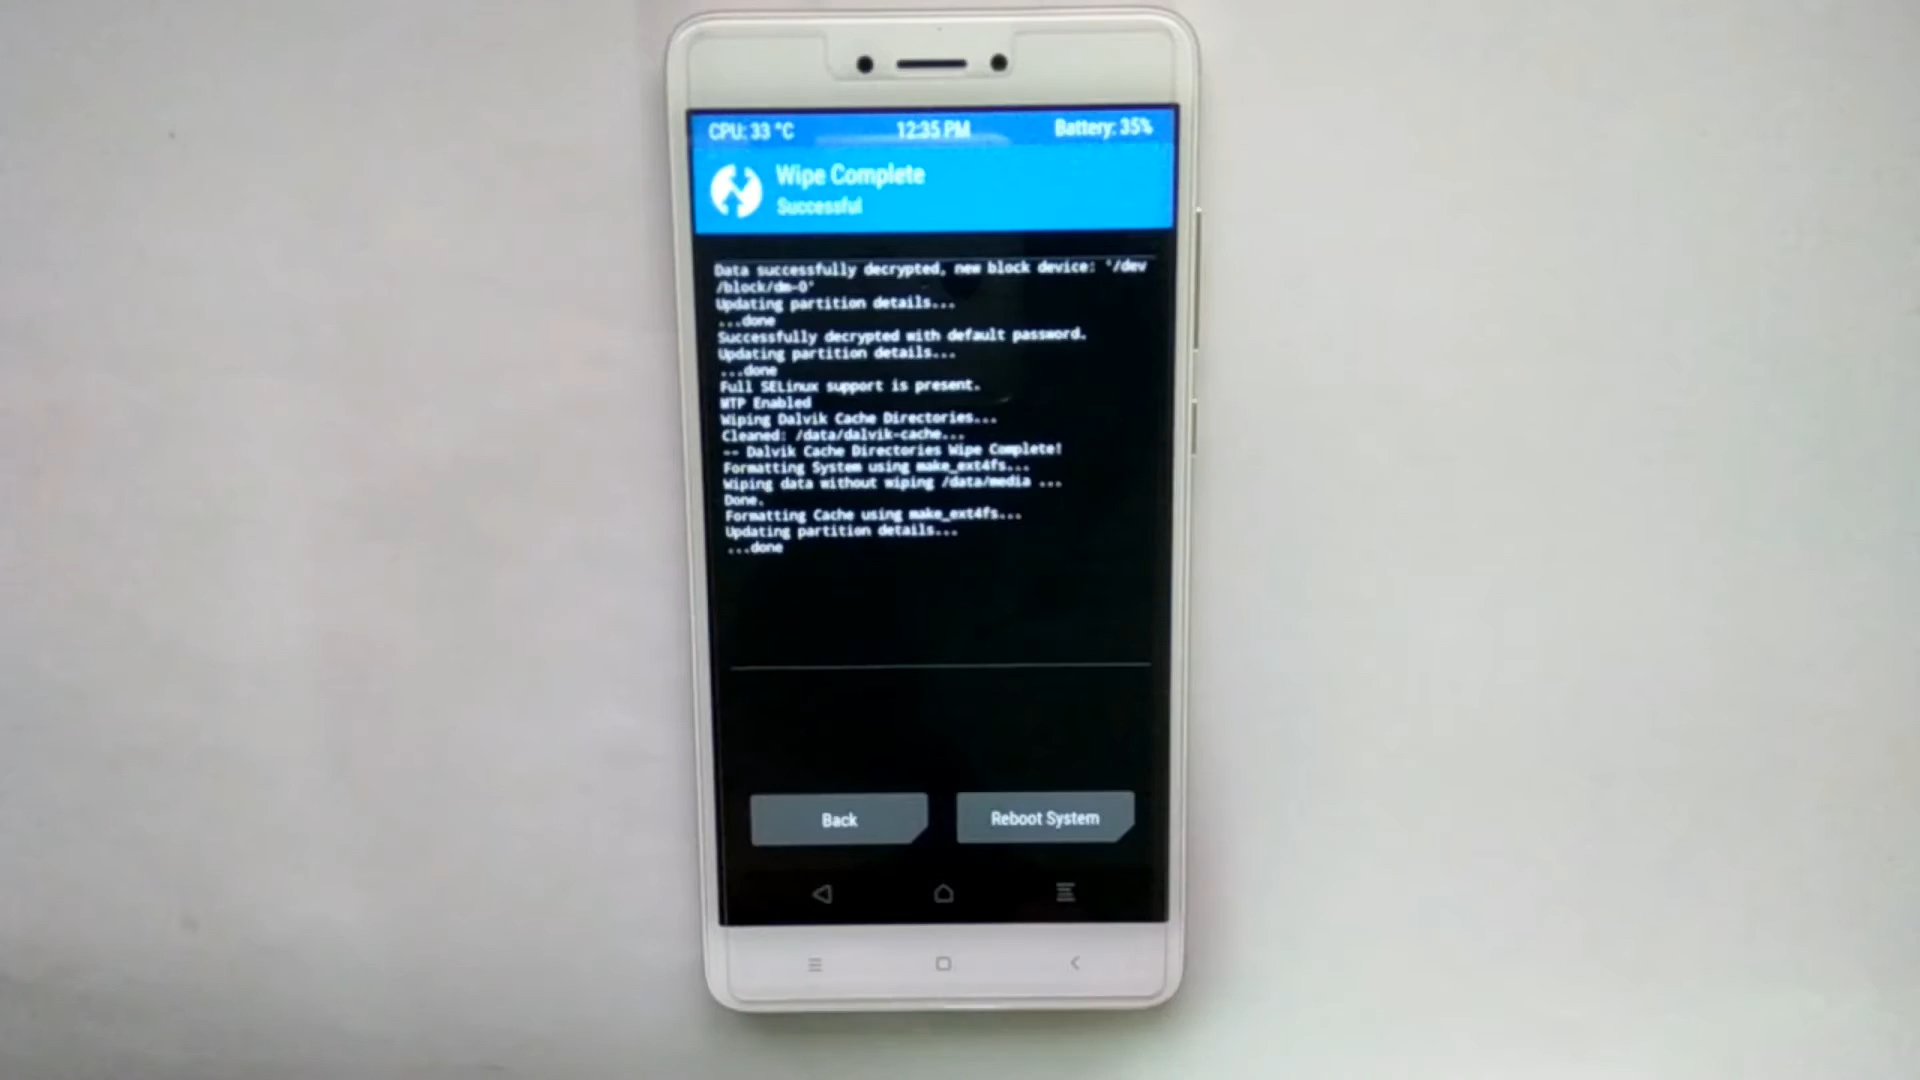 CPU: 33 °C 12:35 PM Battery: 35%
Wipe Complete
Successful
Data successfully decrypted, new block device: '/dev
/block/dm-0'
Updating partition details...
...done
Successfully decrypted with default password.
Updating partition details...
...done
Full SELinux support is present.
MTP Enabled
Wiping Dalvik Cache Directories...
Cleaned: /data/dalvik-cache...
-- Dalvik Cache Directories Wipe Complete!
Formatting System using make_ext4fs...
Wiping data without wiping /data/media ...
Done.
Formatting Cache using make_ext4fs...
Updating partition details...
...done
Back Reboot System